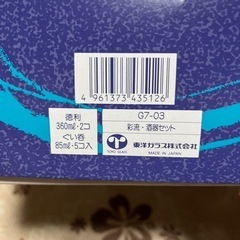 4 961373 435126
徳利
360ml・2コ
ぐい呑
85ml・5コ入
G7-03
彩流・酒器セット
TOYO GLASS
東洋ガラス株式会社
MADE IN JAPAN